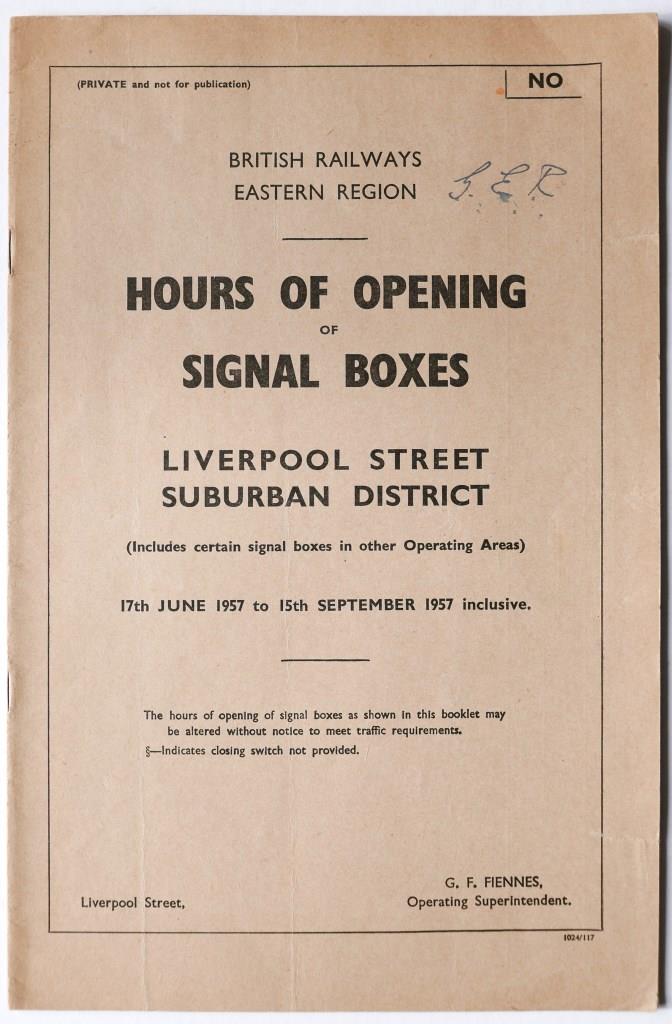 (PRIVATE and not for publication)
NO
BRITISH RAILWAYS
EASTERN REGION
G. E. R
HOURS OF OPENING
OF
SIGNAL BOXES
LIVERPOOL STREET
SUBURBAN DISTRICT
(Includes certain signal boxes in other Operating Areas)
17th JUNE 1957 to 15th SEPTEMBER 1957 inclusive.
The hours of opening of signal boxes as shown in this booklet may
be altered without notice to meet traffic requirements.
§—Indicates closing switch not provided.
G. F. FIENNES,
Liverpool Street,
Operating Superintendent.
1024/117